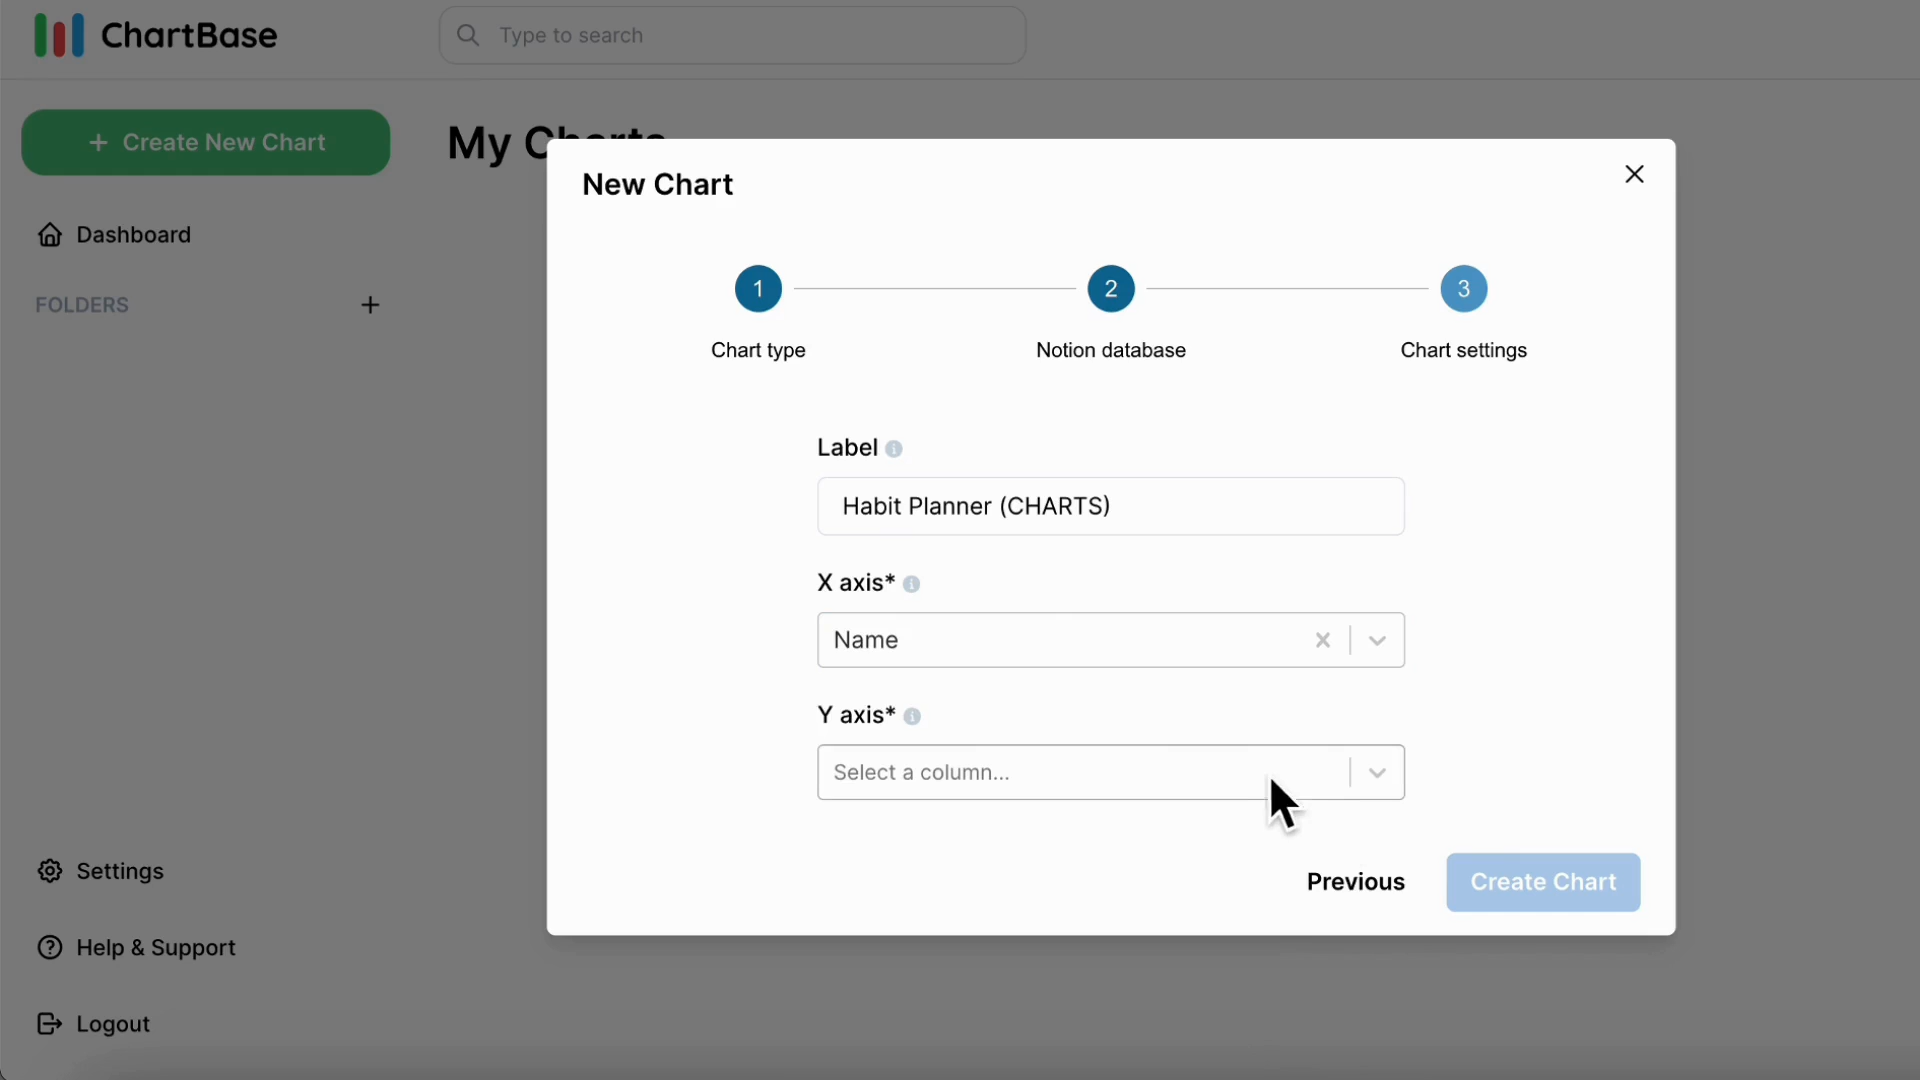 ChartBase
Type to search
+ Create New Chart
My Charts
Dashboard
FOLDERS +
New Chart
1 2 3
Chart type Notion database Chart settings
Label
Habit Planner (CHARTS)
X axis*
Name
Y axis*
Select a column...
Previous Create Chart
Settings
Help & Support
Logout